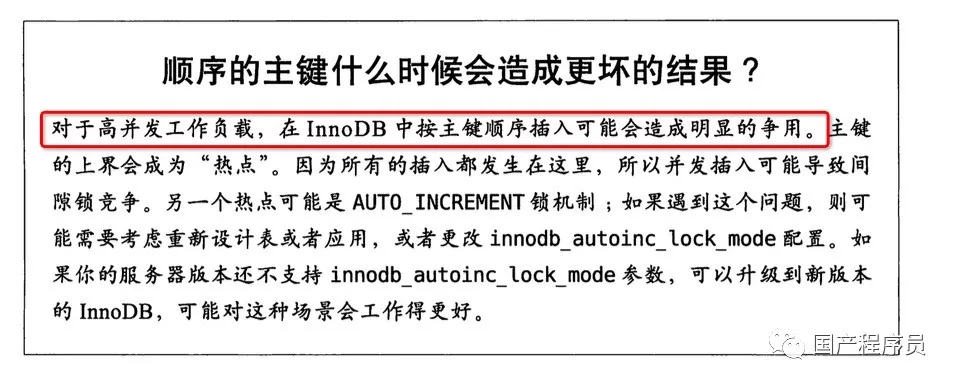 顺序的主键什么时候会造成更坏的结果？
对于高并发工作负载，在 InnoDB 中按主键顺序插入可能会造成明显的争用。主键
的上界会成为“热点”。因为所有的插入都发生在这里，所以并发插入可能导致间
隙锁竞争。另一个热点可能是 AUTO_INCREMENT 锁机制；如果遇到这个问题，则可
能需要考虑重新设计表或者应用，或者更改 innodb_autoinc_lock_mode 配置。如
果你的服务器版本还不支持 innodb_autoinc_lock_mode 参数，可以升级到新版本
的 InnoDB，可能对这种场景会工作得更好。
国产程序员